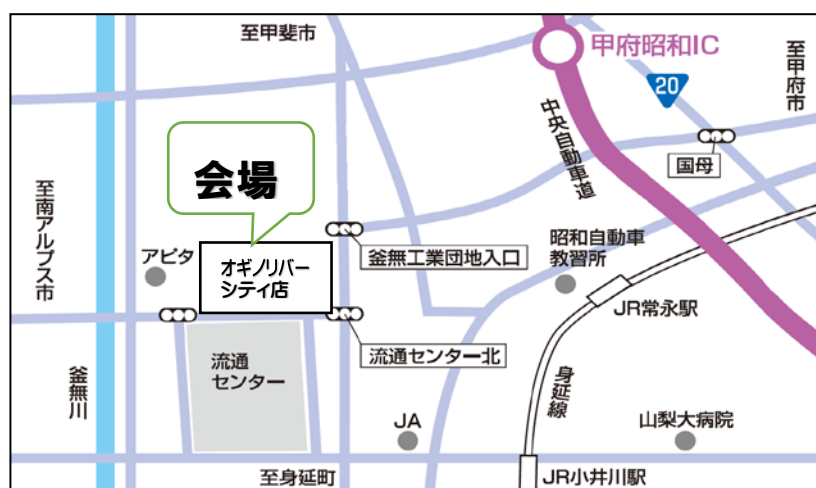 至甲斐市
甲府昭和IC
至甲府市
20
中央自動車道
国母
会場
至南アルプス市
アピタ
オギノリバー
シティ店
釜無工業団地入口
昭和自動車
教習所
JR常永駅
流通センター北
流通
センター
釜無川
身延線
JA
山梨大病院
至身延町
JR小井川駅